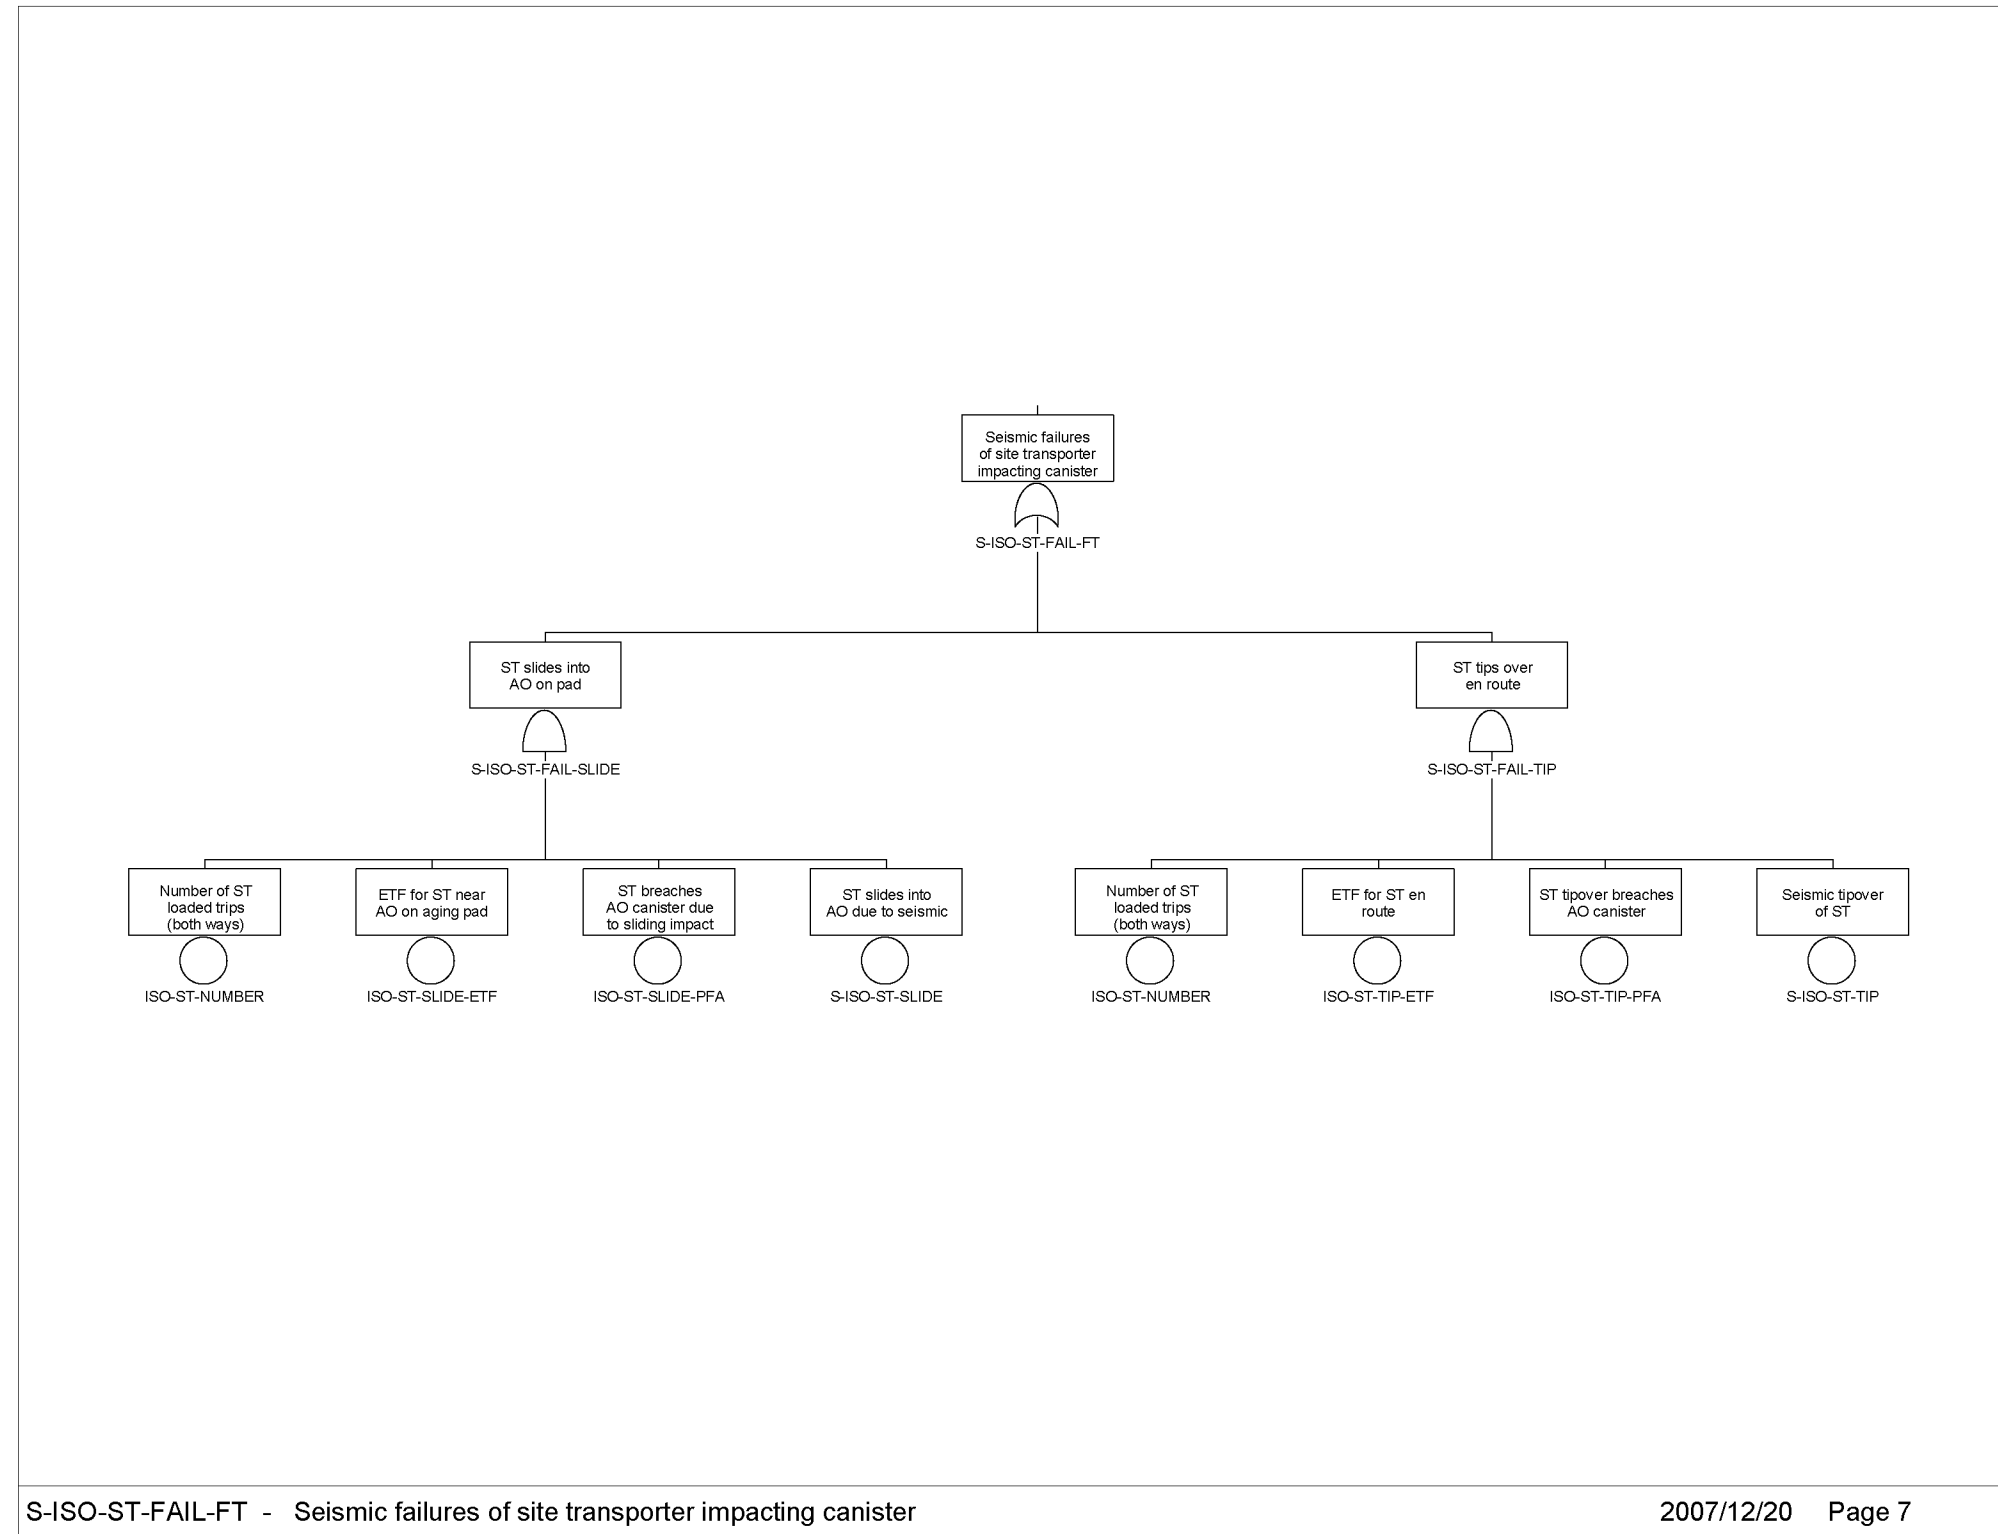 Seismic failures
of site transporter
impacting canister
S-ISO-ST-FAIL-FT
ST slides into
AO on pad
S-ISO-ST-FAIL-SLIDE
ST tips over
en route
S-ISO-ST-FAIL-TIP
Number of ST
loaded trips
(both ways)
ISO-ST-NUMBER
ETF for ST near
AO on aging pad
ISO-ST-SLIDE-ETF
ST breaches
AO canister due
to sliding impact
ISO-ST-SLIDE-PFA
ST slides into
AO due to seismic
S-ISO-ST-SLIDE
Number of ST
loaded trips
(both ways)
ISO-ST-NUMBER
ETF for ST en
route
ISO-ST-TIP-ETF
ST tipover breaches
AO canister
ISO-ST-TIP-PFA
Seismic tipover
of ST
S-ISO-ST-TIP
S-ISO-ST-FAIL-FT - Seismic failures of site transporter impacting canister
2007/12/20 Page 7